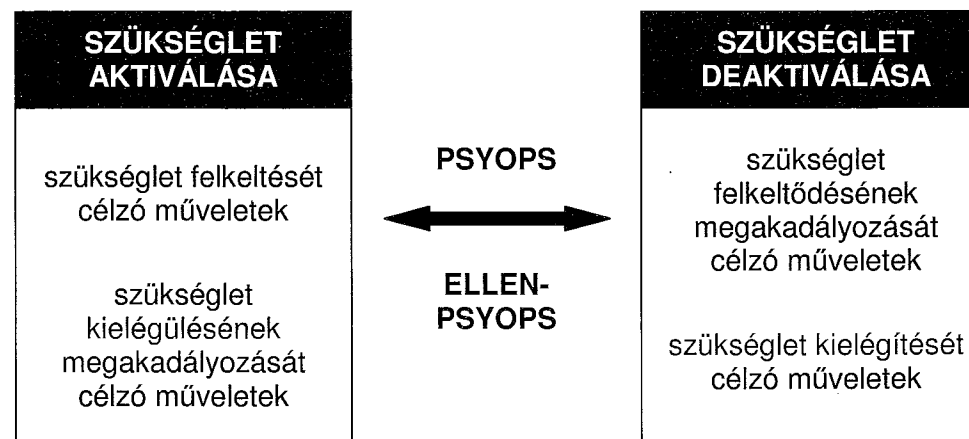 SZÜKSÉGLET
AKTIVÁLÁSA
szükséglet felkeltését
célzó műveletek
szükséglet
kielégülésének
megakadályozását
célzó műveletek
PSYOPS
ELLEN-
PSYOPS
SZÜKSÉGLET
DEAKTIVÁLÁSA
szükséglet
felkeltődésének
megakadályozását
célzó műveletek
szükséglet kielégítését
célzó műveletek